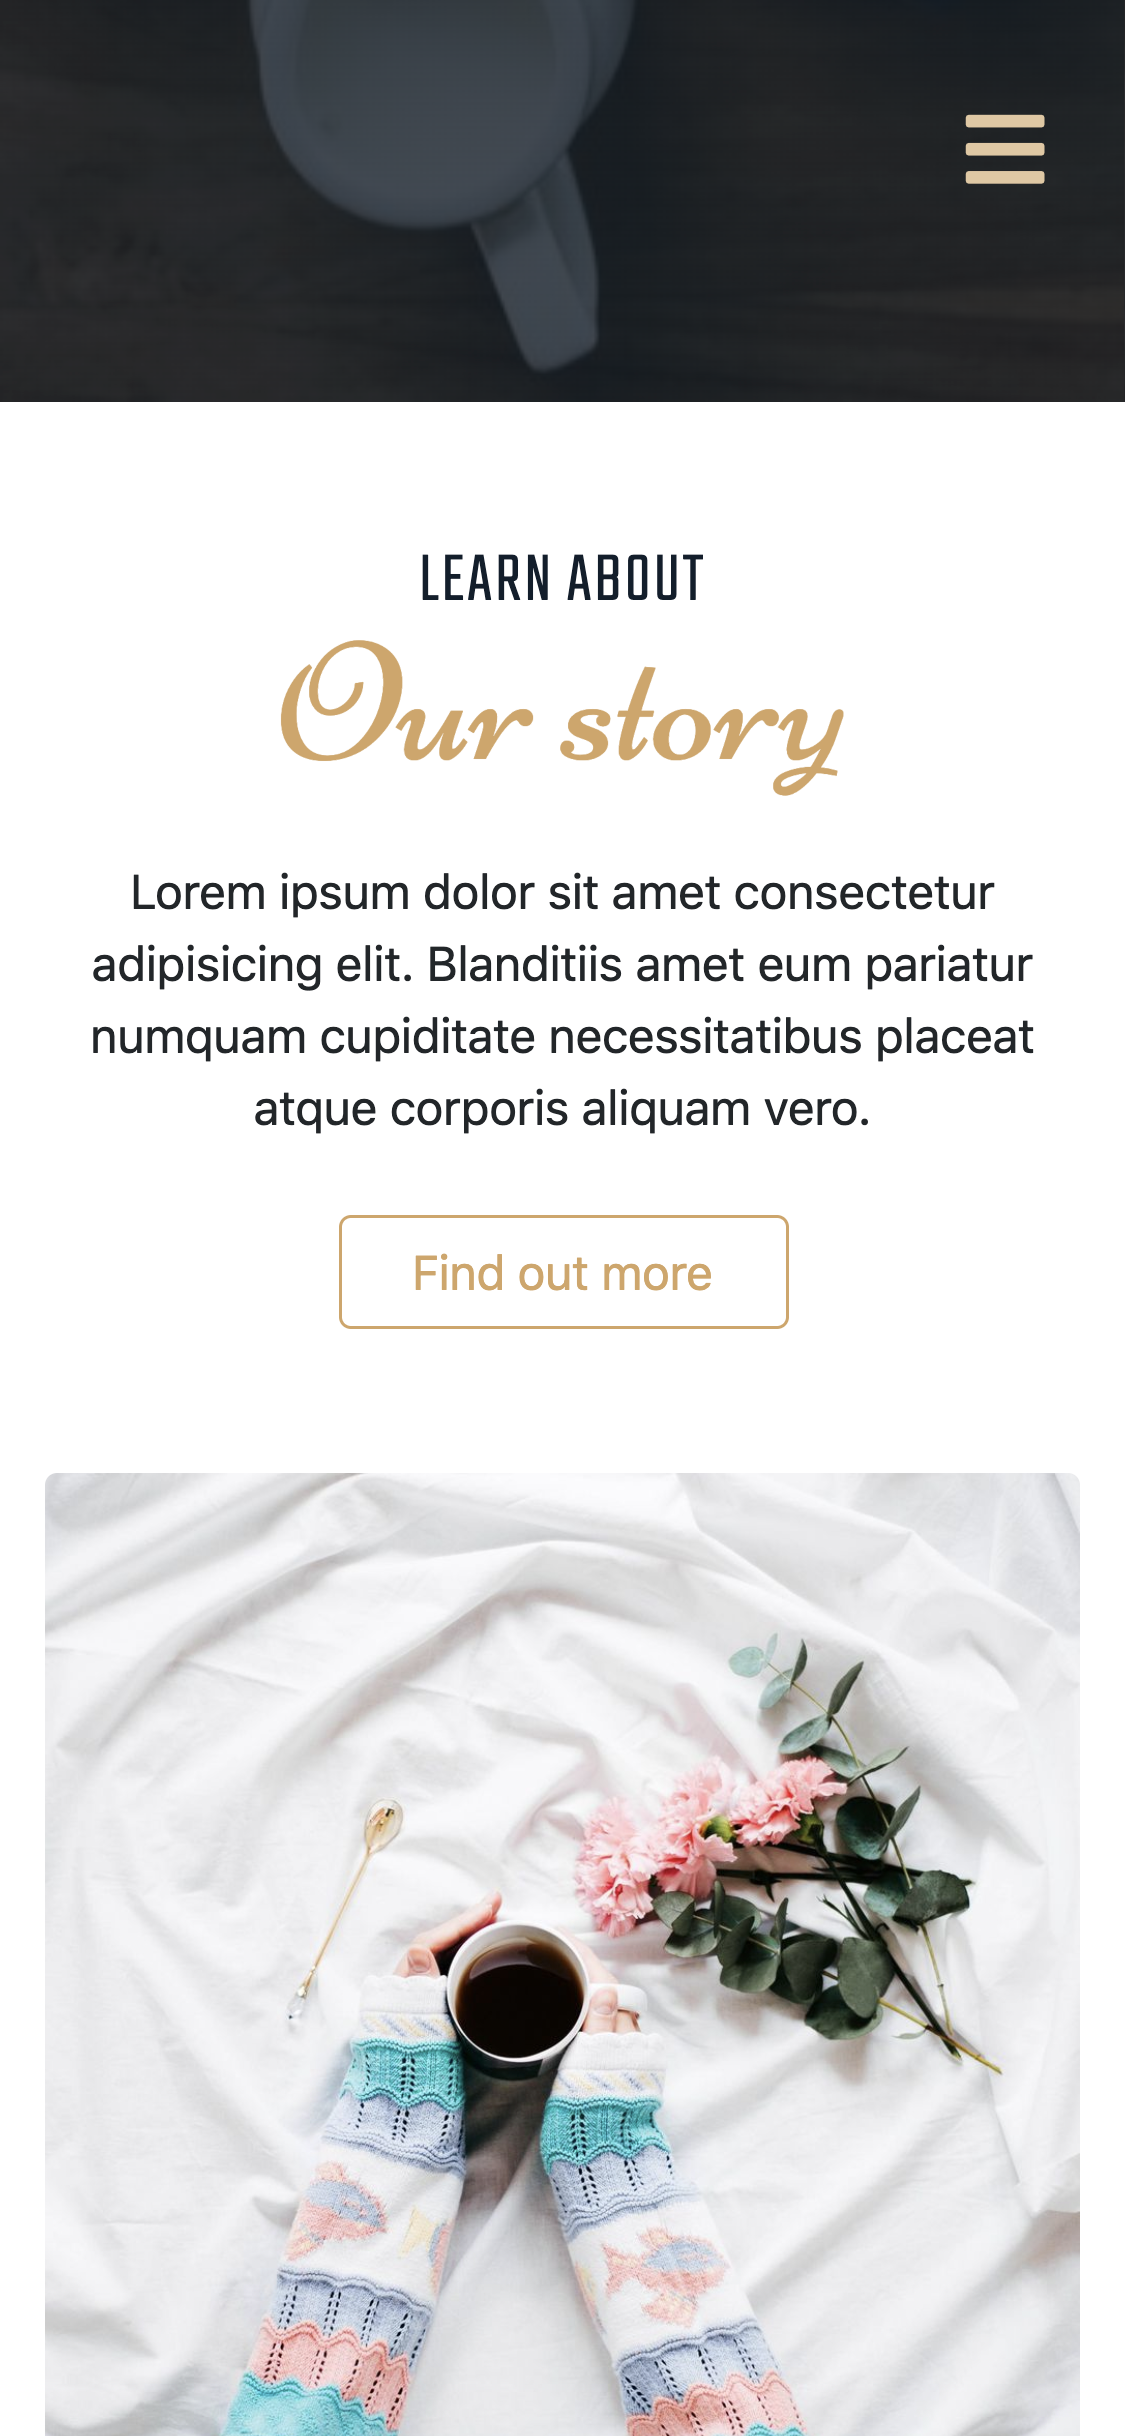 LEARN ABOUT
Our story
Lorem ipsum dolor sit amet consectetur
adipisicing elit. Blanditiis amet eum pariatur
numquam cupiditate necessitatibus placeat
atque corporis aliquam vero.
Find out more